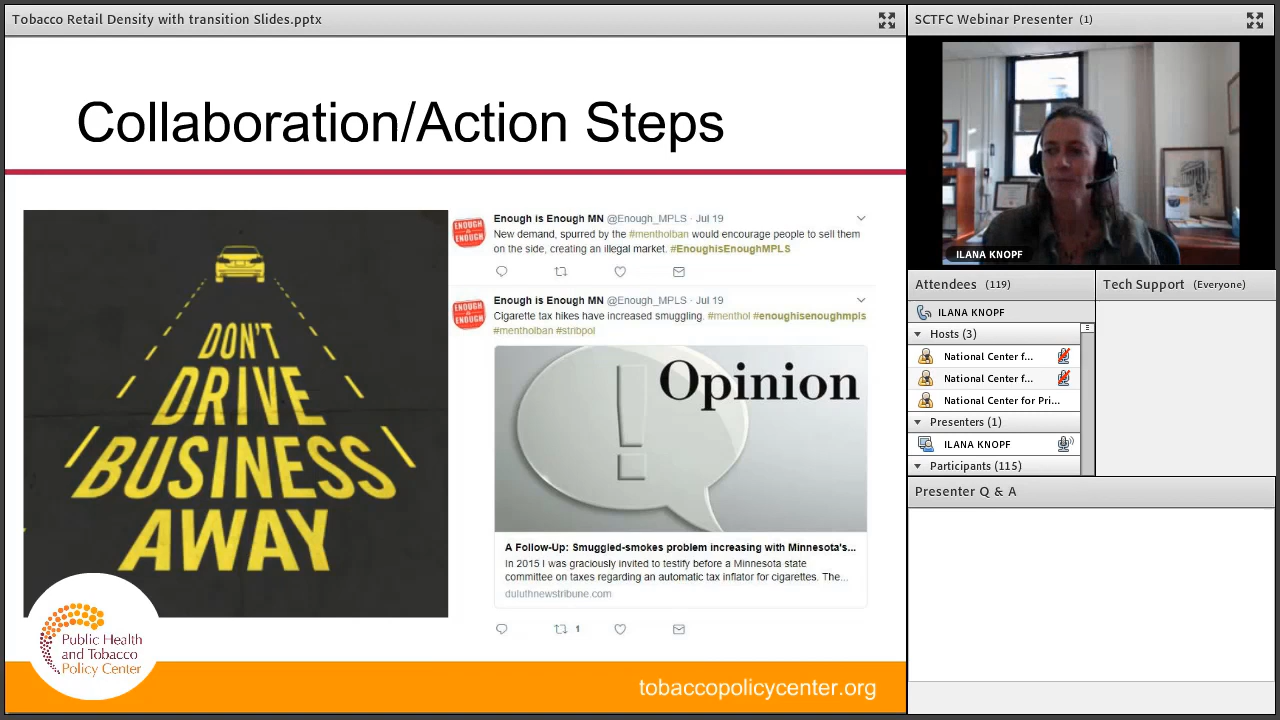 Tobacco Retail Density with transition Slides.pptx
SCTFC Webinar Presenter (1)
Collaboration/Action Steps
DON'T
DRIVE
BUSINESS
AWAY
Enough is Enough MN @Enough_MPLS · Jul 19
New demand, spurred by the #mentholban would encourage people to sell them
on the side, creating an illegal market. #EnoughisEnoughMPLS
Enough is Enough MN @Enough_MPLS · Jul 19
Cigarette tax hikes have increased smuggling. #menthol #enoughisenoughmpls
#mentholban #stribpol
ENOUGH
IS
ENOUGH
ENOUGH
IS
ENOUGH
Opinion
!
A Follow-Up: Smuggled-smokes problem increasing with Minnesota's...
In 2015 I was graciously invited to testify before a Minnesota state
committee on taxes regarding an automatic tax inflator for cigarettes. The...
duluthnewstribune.com
1
Public Health
and Tobacco
Policy Center
tobaccopolicycenter.org
ILANA KNOPF
Attendees (119)
Tech Support (Everyone)
ILANA KNOPF
Hosts (3)
National Center f...
National Center f...
National Center for Pri...
Presenters (1)
ILANA KNOPF
Participants (115)
Presenter Q & A